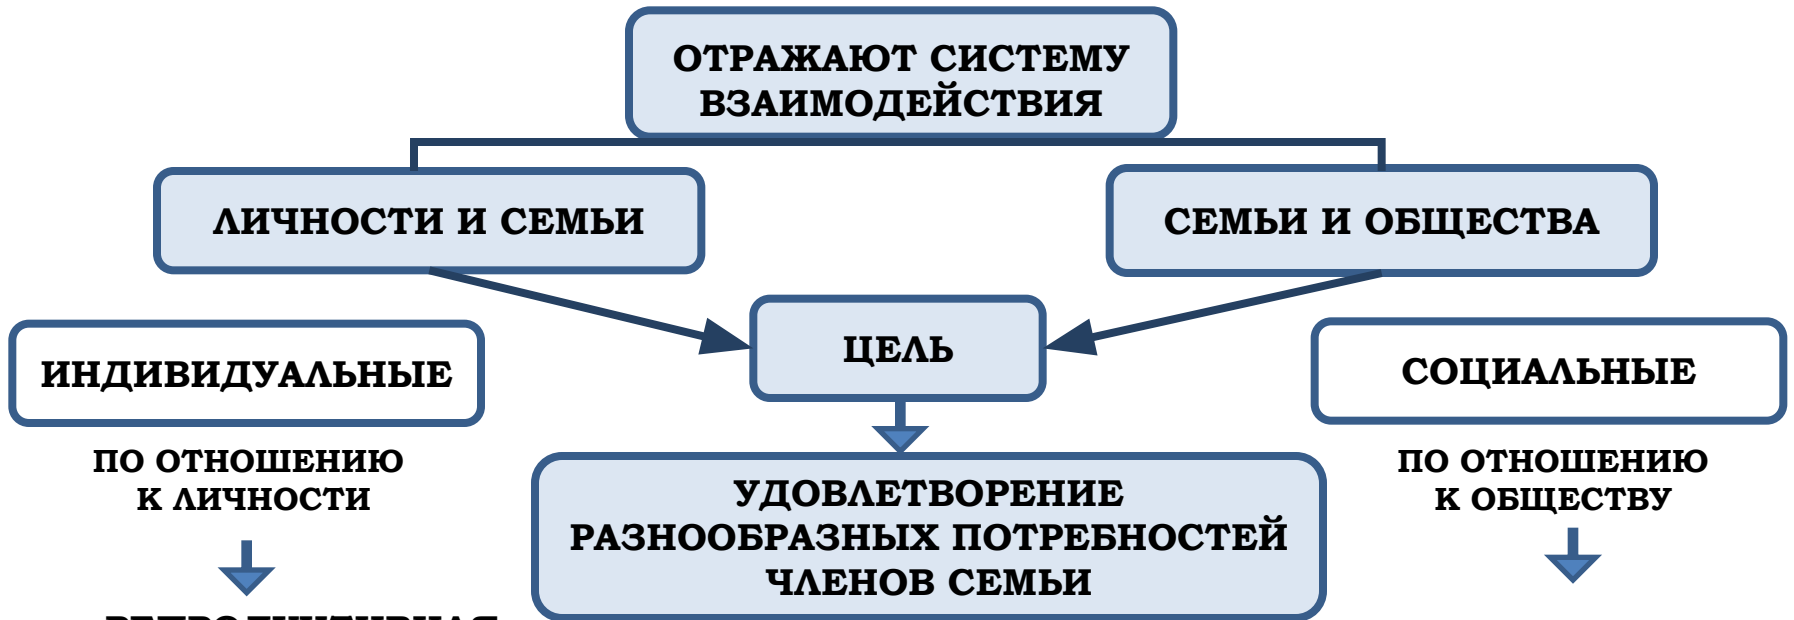 ОТРАЖАЮТ СИСТЕМУ
ВЗАИМОДЕЙСТВИЯ
ЛИЧНОСТИ И СЕМЬИ
СЕМЬИ И ОБЩЕСТВА
ЦЕЛЬ
ИНДИВИДУАЛЬНЫЕ
СОЦИАЛЬНЫЕ
ПО ОТНОШЕНИЮ
К ЛИЧНОСТИ
УДОВЛЕТВОРЕНИЕ
РАЗНООБРАЗНЫХ ПОТРЕБНОСТЕЙ
ЧЛЕНОВ СЕМЬИ
ПО ОТНОШЕНИЮ
К ОБЩЕСТВУ